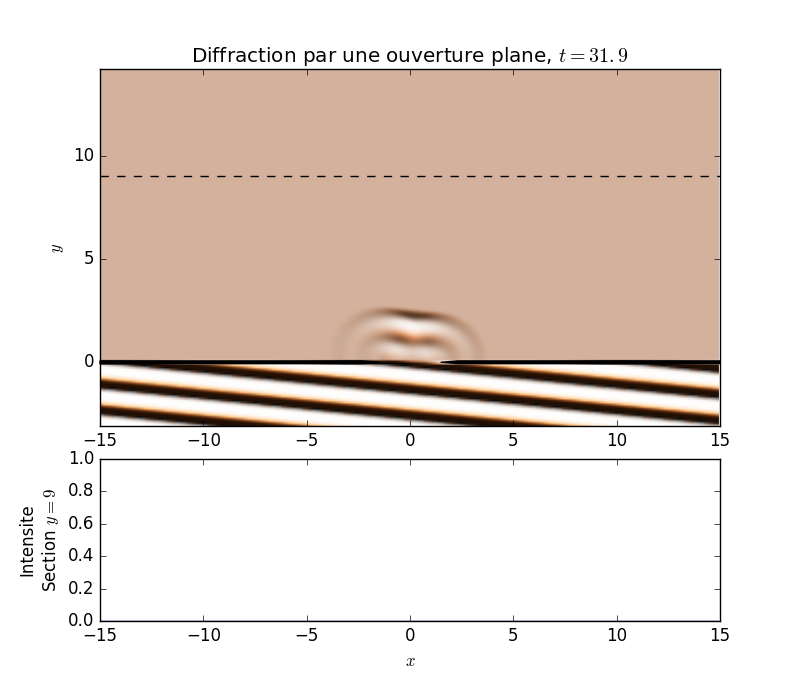 Diffraction par une ouverture plane, t = 31.9
10
5
0
y
−15 −10 −5 0 5 10 15
1.0
0.8
0.6
0.4
0.2
0.0
Intensite
Section y = 9
−15 −10 −5 0 5 10 15
x